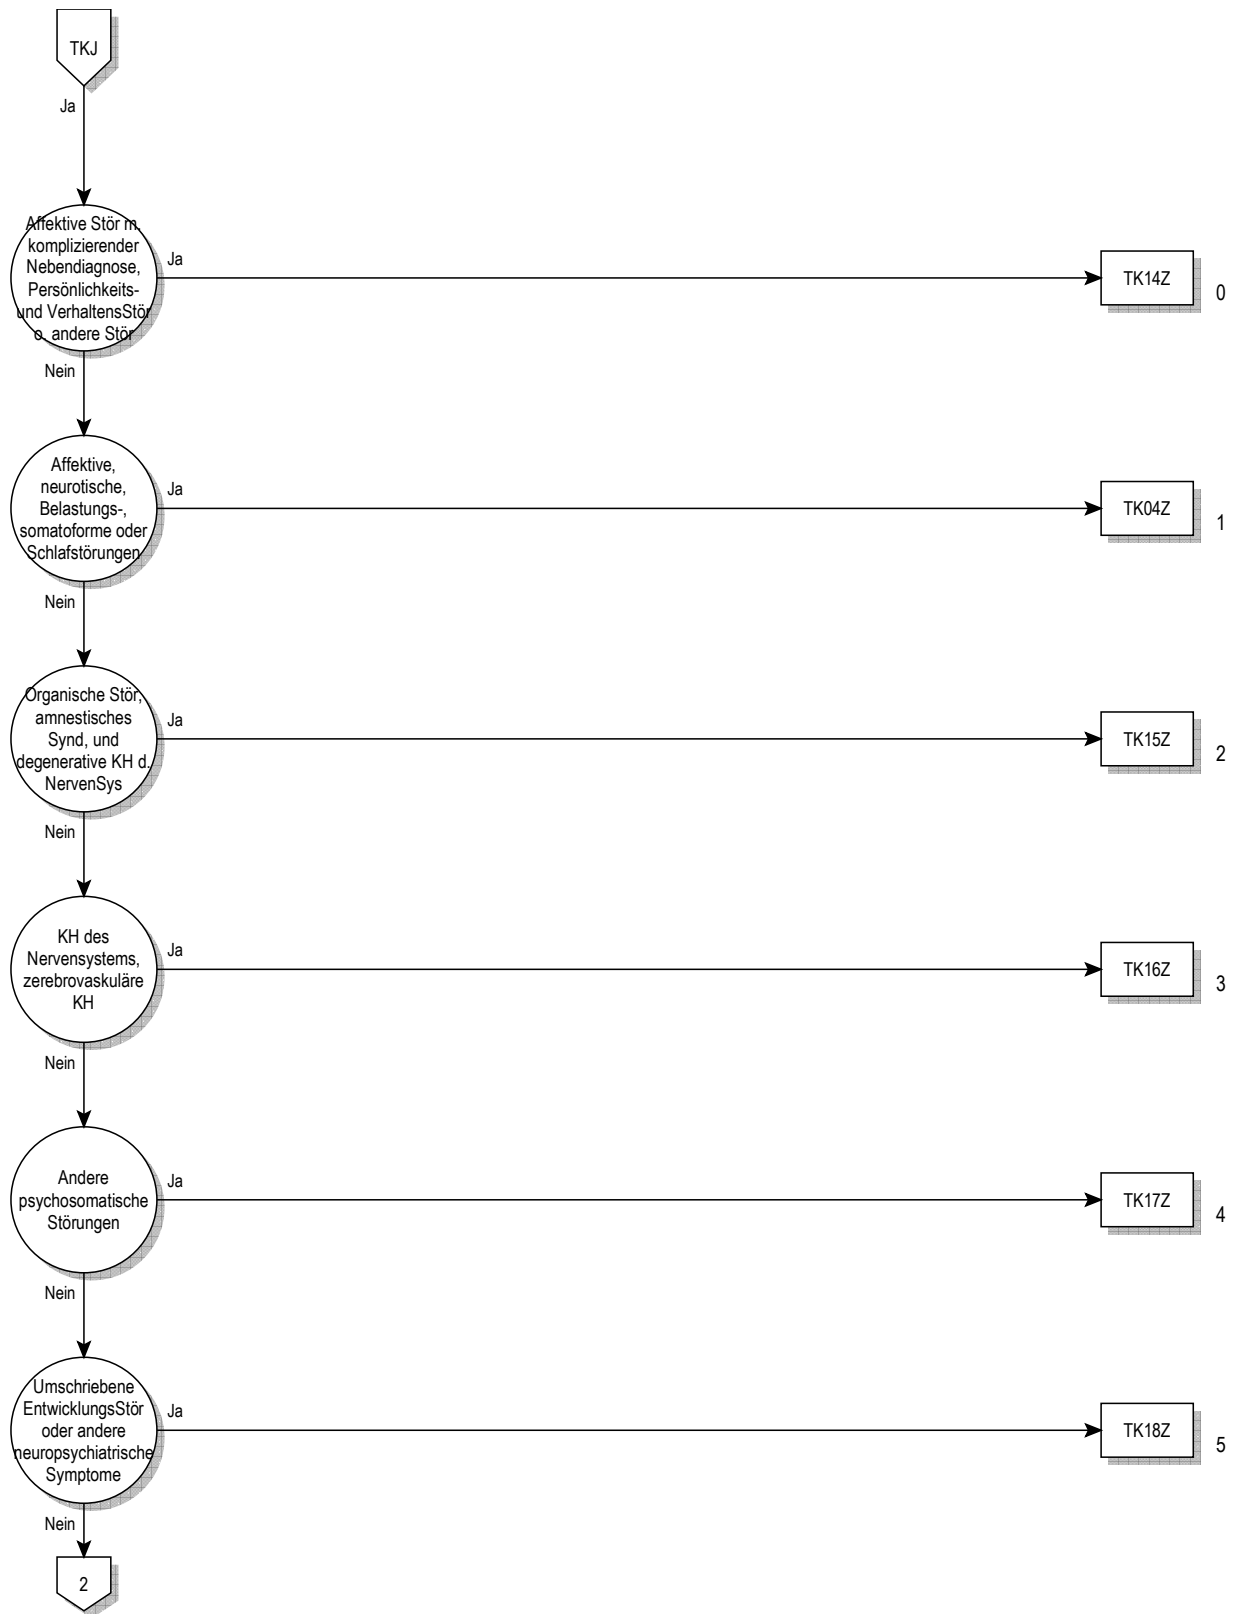 TKJ
Ja
Affektive Stör m.
komplizierender
Nebendiagnose,
Persönlichkeits-
und VerhaltensStör
o. andere Stör
Ja
TK14Z
0
Nein
Affektive,
neurotische,
Belastungs-,
somatoforme oder
Schlafstörungen
Ja
TK04Z
1
Nein
Organische Stör,
amnestisches
Synd, und
degenerative KH d.
NervenSys
Ja
TK15Z
2
Nein
KH des
Nervensystems,
zerebrovaskuläre
KH
Ja
TK16Z
3
Nein
Andere
psychosomatische
Störungen
Ja
TK17Z
4
Nein
Umschriebene
EntwicklungsStör
oder andere
neuropsychiatrische
Symptome
Ja
TK18Z
5
Nein
2